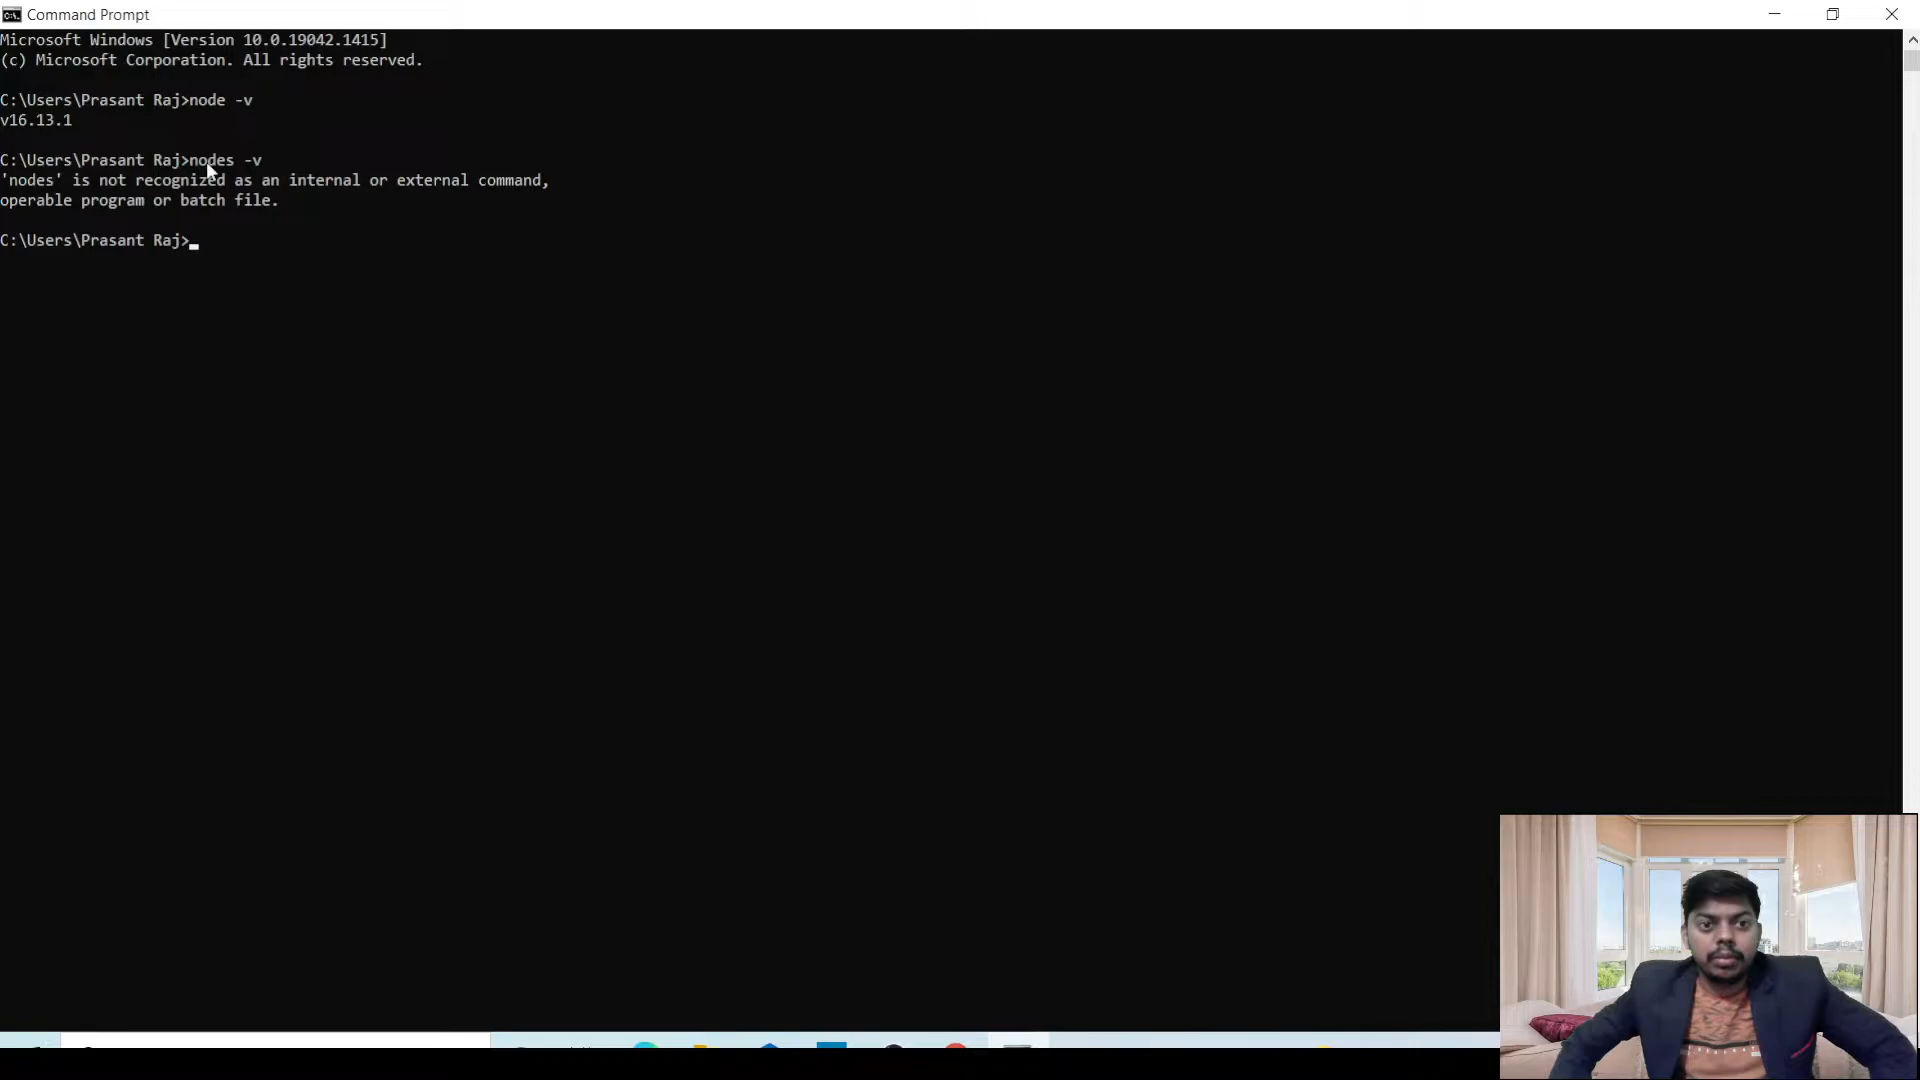 Command Prompt
Microsoft Windows [Version 10.0.19042.1415]
(c) Microsoft Corporation. All rights reserved.
C:\Users\Prasant Raj>node -v
v16.13.1
C:\Users\Prasant Raj>nodes -v
'nodes' is not recognized as an internal or external command,
operable program or batch file.
C:\Users\Prasant Raj>